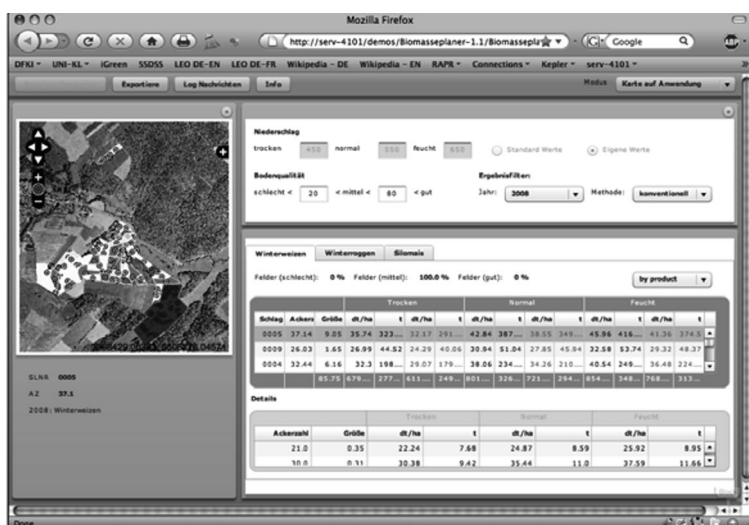 Mozilla Firefox
http://serv-4101/demos/Biomasseplaner-1.1/Biomassepla
Google
ABP
DFKI UNI-KL iGreen SSDSS LEO DE-EN LEO DE-FR Wikipedia - DE Wikipedia - EN RAPR Connections Kepler serv-4101
Exportiere Log Nachrichten Info Modus Karte auf Anwendung
Niederschlag
trocken 450 normal 550 feucht 650 Standard Werte Eigene Werte
Bodenqualität Ergebnisfilter:
schlecht < 20 < mittel < 80 < gut Jahr: 2008 Methode: konventionell
Winterweizen Winterroggen Silomais
Felder (schlecht): 0 % Felder (mittel): 100.0 % Felder (gut): 0 % by product
Trocken Normal Feucht
Schlag Ackerz Größe dt/ha t dt/ha t dt/ha t dt/ha t dt/ha t dt/ha t
0005 37.14 9.05 35.74 323... 32.17 291... 42.84 387... 38.55 349... 45.96 416... 41.36 374.5
0009 26.03 1.65 26.99 44.52 24.29 40.06 30.94 51.04 27.85 45.94 32.58 53.74 29.32 48.37
0004 32.44 6.16 32.3 198... 29.07 179... 38.06 234... 34.26 210... 40.54 249... 36.48 224...
85.75 679... 277... 611... 249... 801... 326... 721... 294... 854... 348... 768... 313...
SLNR 0005
AZ 37.1
2008: Winterweizen
Details
Trocken Normal Feucht
Ackerzahl Größe dt/ha t dt/ha t dt/ha t
21.0 0.35 22.24 7.68 24.87 8.59 25.92 8.95
30.0 0.31 30.38 9.42 35.44 11.0 37.59 11.66
Done